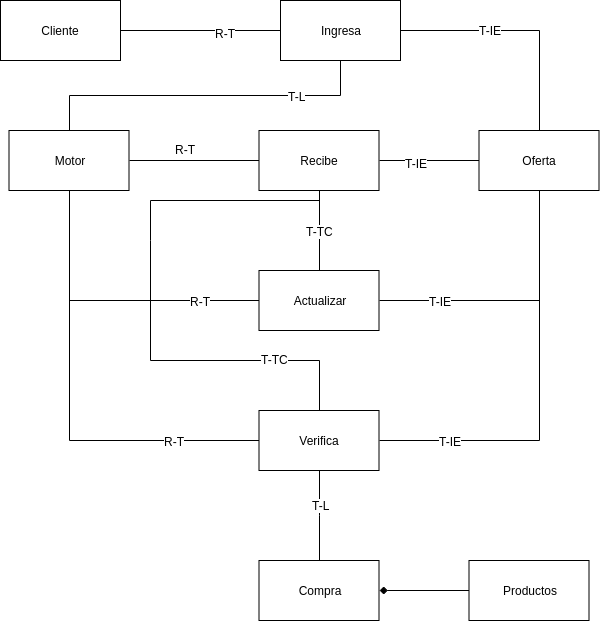 Cliente
R-T
Ingresa
T-IE
T-L
Motor
R-T
Recibe
T-IE
Oferta
T-TC
R-T
Actualizar
T-IE
T-TC
R-T
Verifica
T-IE
T-L
Compra
Productos